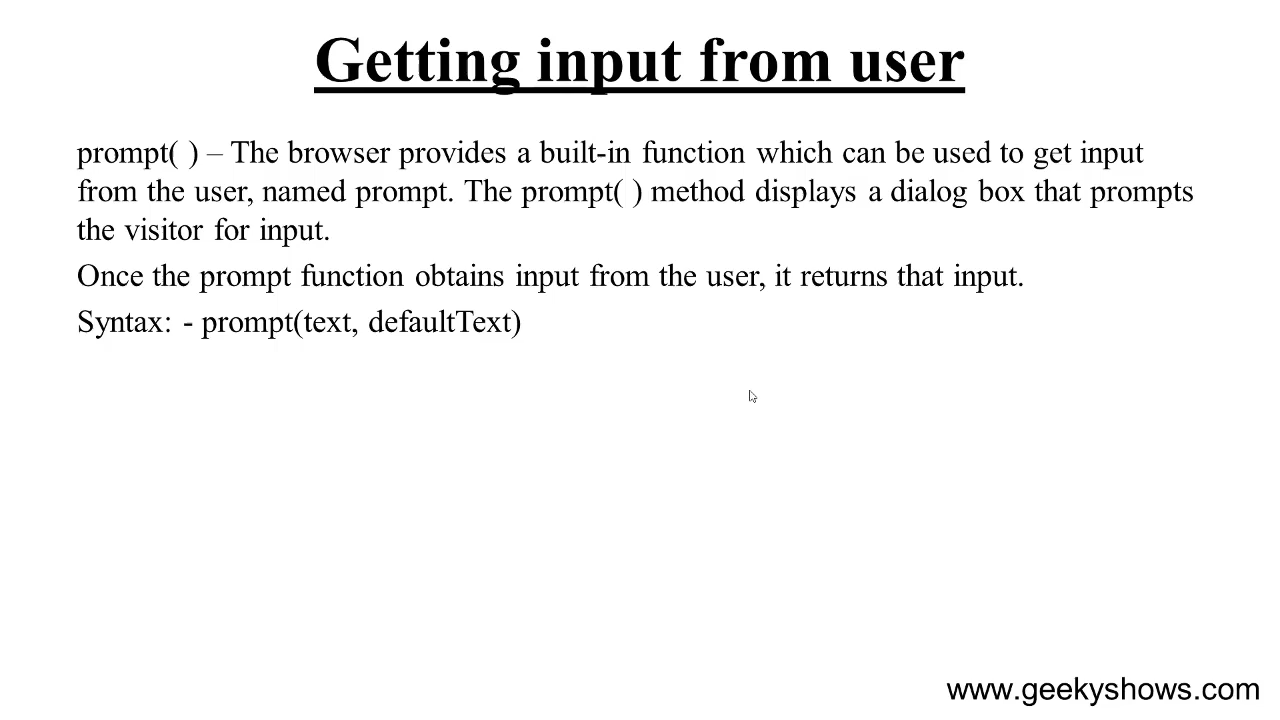 Getting input from user
prompt( ) – The browser provides a built-in function which can be used to get input
from the user, named prompt. The prompt( ) method displays a dialog box that prompts
the visitor for input.
Once the prompt function obtains input from the user, it returns that input.
Syntax: - prompt(text, defaultText)
www.geekyshows.com